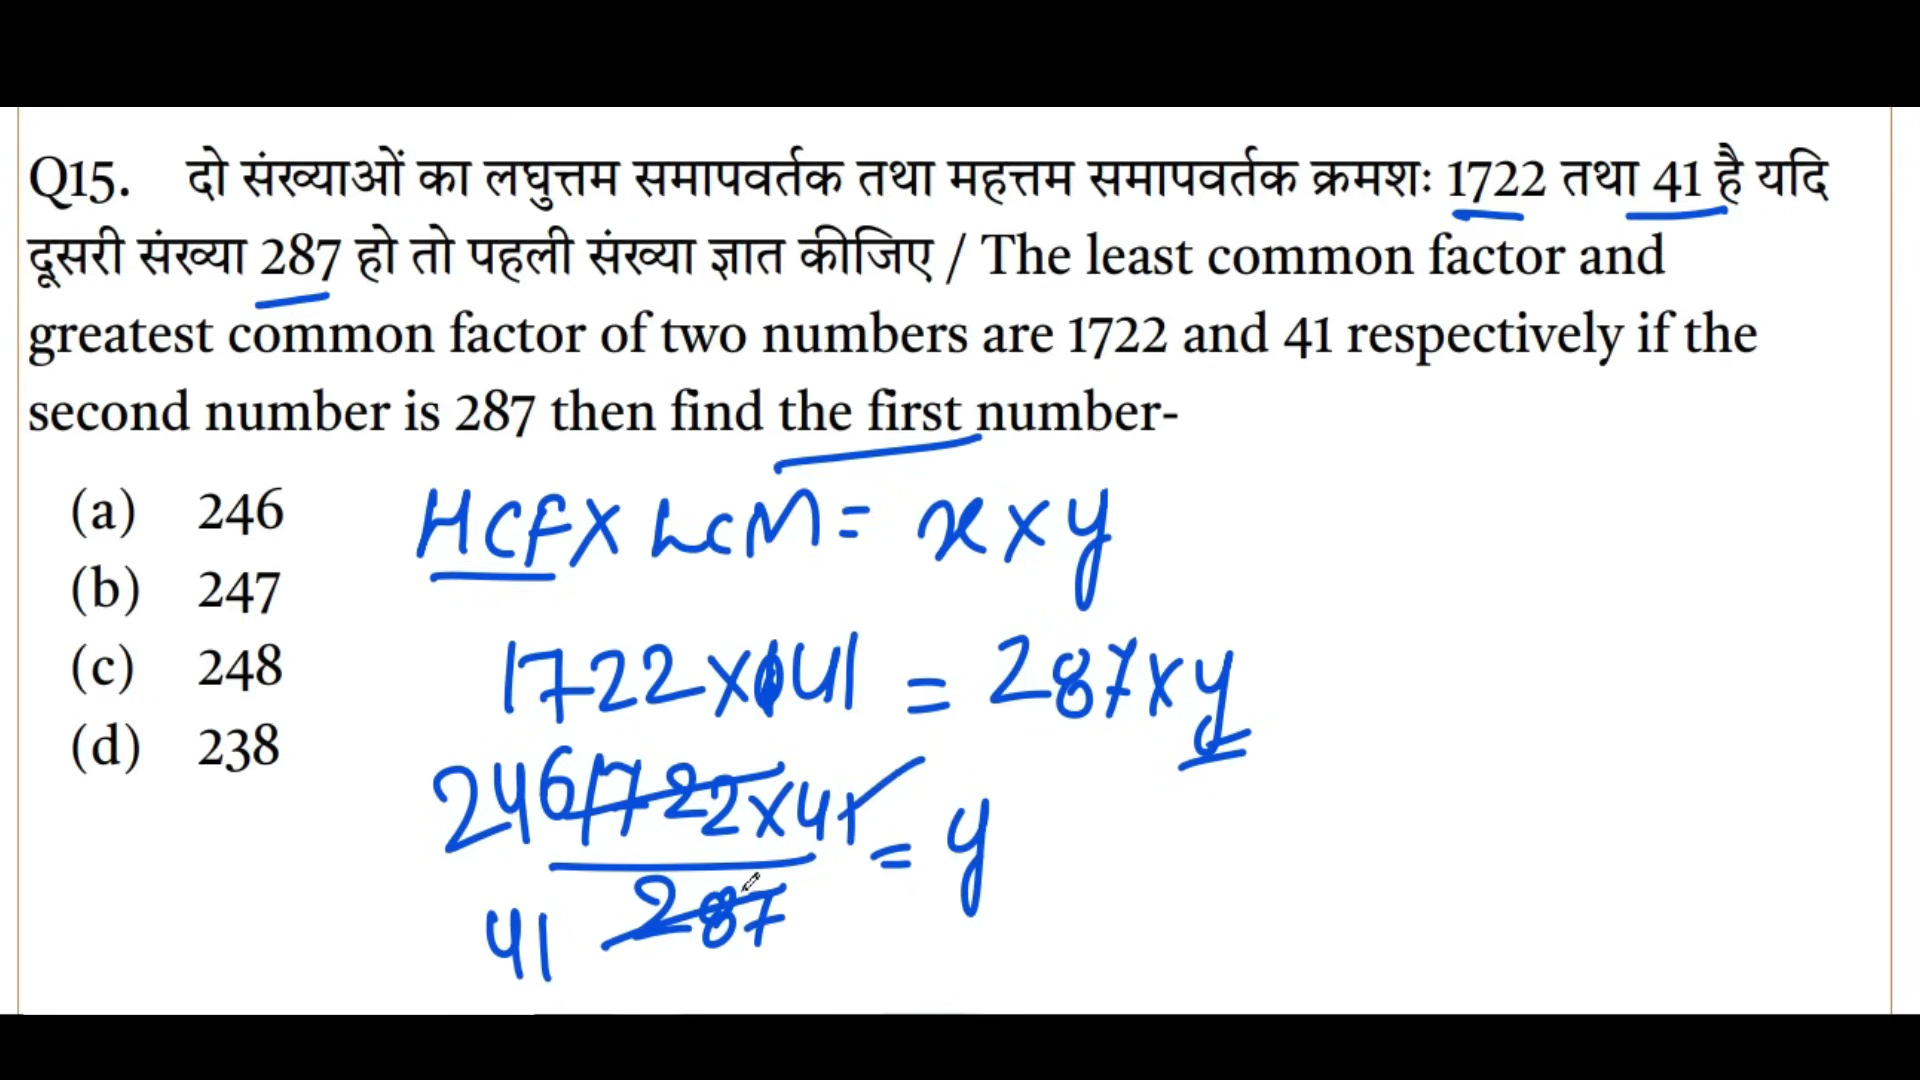 Q15. दो संख्याओं का लघुत्तम समापवर्तक तथा महत्तम समापवर्तक क्रमशः 1722 तथा 41 है यदि
दूसरी संख्या 287 हो तो पहली संख्या ज्ञात कीजिए / The least common factor and
greatest common factor of two numbers are 1722 and 41 respectively if the
second number is 287 then find the first number-
(a) 246
HCF X LCM = x x y
(b) 247
(c) 248
1722 x 41 = 287 x y
(d) 238
246 1722 x 41 = y
41 287